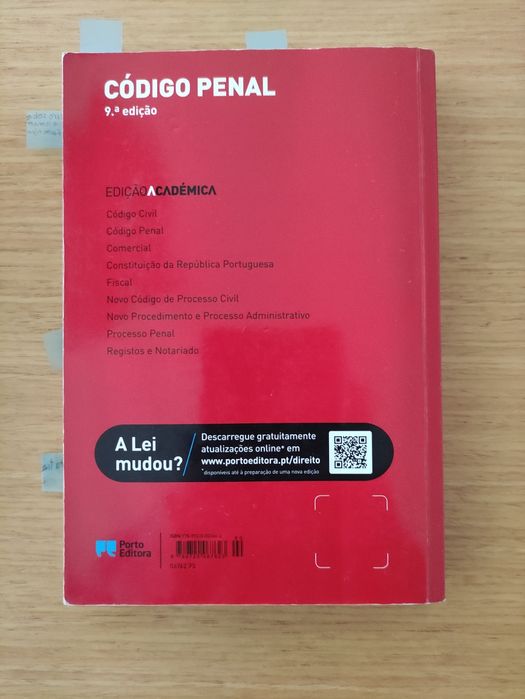 CÓDIGO PENAL
9.ª edição
EDIÇÃO ACADÉMICA
Código Civil
Código Penal
Comercial
Constituição da República Portuguesa
Fiscal
Novo Código de Processo Civil
Novo Procedimento e Processo Administrativo
Processo Penal
Registos e Notariado
A Lei mudou?
Descarregue gratuitamente
atualizações online* em
www.portoeditora.pt/direito
*disponíveis até à preparação de uma nova edição
Porto
Editora
ISBN